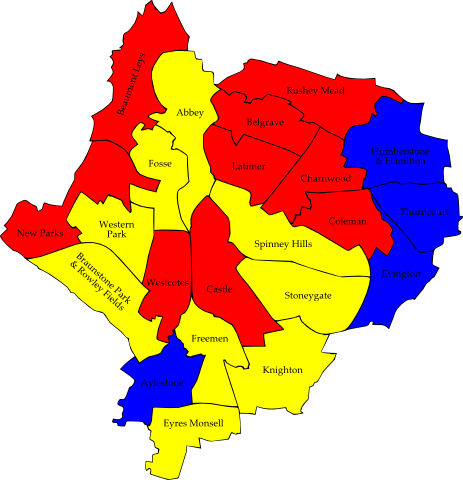 Beaumont Leys
Rushey Mead
Abbey
Belgrave
Humberstone
& Hamilton
Fosse
Latimer
Charnwood
Thurncourt
Coleman
New Parks
Western
Park
Spinney Hills
Braunstone Park
& Rowley Fields
Evington
Westcotes
Castle
Stoneygate
Freemen
Knighton
Aylestone
Eyres Monsell